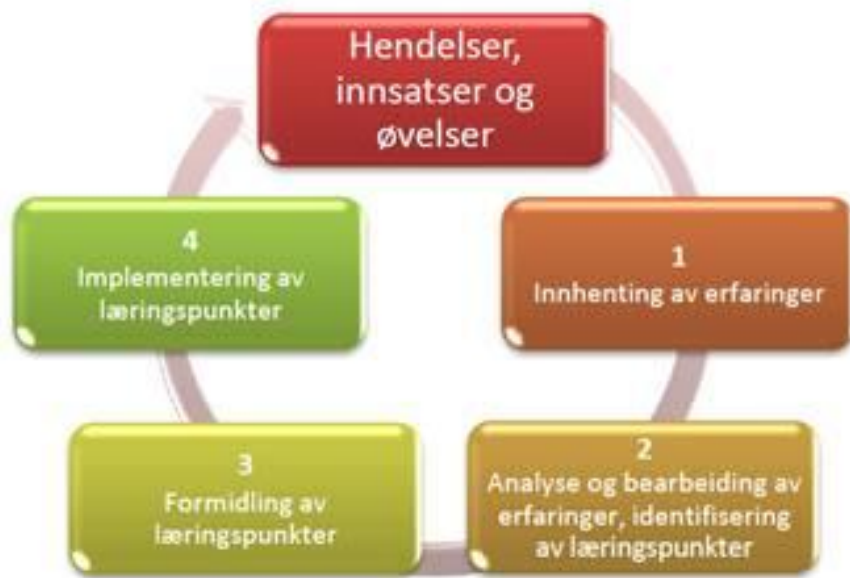 Hendelser,
innsatser og
øvelser
1
Innhenting av erfaringer
2
Analyse og bearbeiding av
erfaringer, identifisering
av læringspunkter
3
Formidling av
læringspunkter
4
Implementering av
læringspunkter